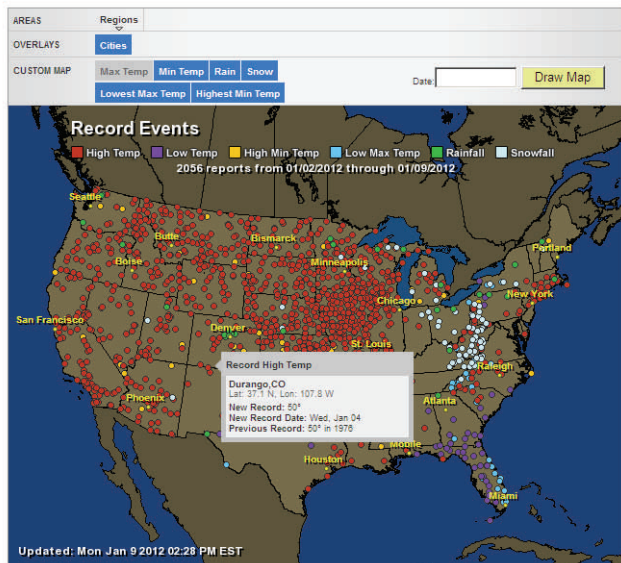 AREAS Regions
OVERLAYS Cities
CUSTOM MAP Max Temp Min Temp Rain Snow Date: Draw Map
Lowest Max Temp Highest Min Temp
Record Events
High Temp Low Temp High Min Temp Low Max Temp Rainfall Snowfall
2056 reports from 01/02/2012 through 01/09/2012
Seattle
Butte
Bismarck
Portland
Boise
Minneapolis
Chicago
New York
San Francisco
Denver
St. Louis
Record High Temp
Raleigh
Durango,CO
Lat: 37.1 N, Lon: 107.8 W
Phoenix
Atlanta
New Record: 50°
New Record Date: Wed, Jan 04
Previous Record: 50° in 1976
Mobile
Houston
Miami
Updated: Mon Jan 9 2012 02:28 PM EST